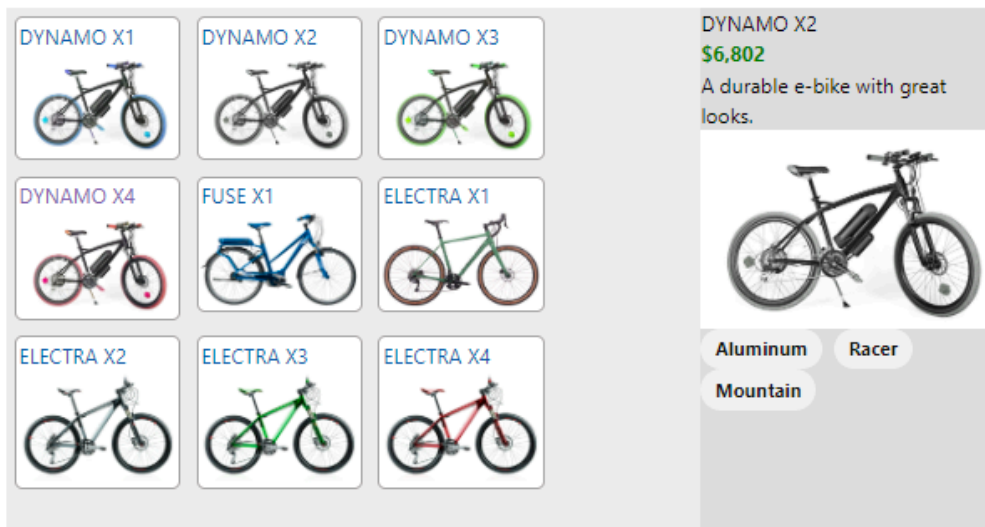 DYNAMO X1
DYNAMO X2
DYNAMO X3
DYNAMO X4
FUSE X1
ELECTRA X1
ELECTRA X2
ELECTRA X3
ELECTRA X4
DYNAMO X2
$6,802
A durable e-bike with great
looks.
Aluminum
Racer
Mountain